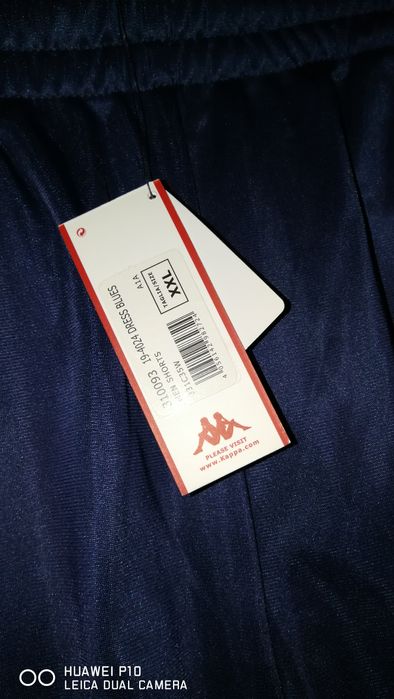 310093
19-4024 DRESS BLUES
MEN SHORTS
TAGLIA/SIZE
XXL
A1A
PLEASE VISIT
www.Kappa.com
HUAWEI P10
LEICA DUAL CAMERA